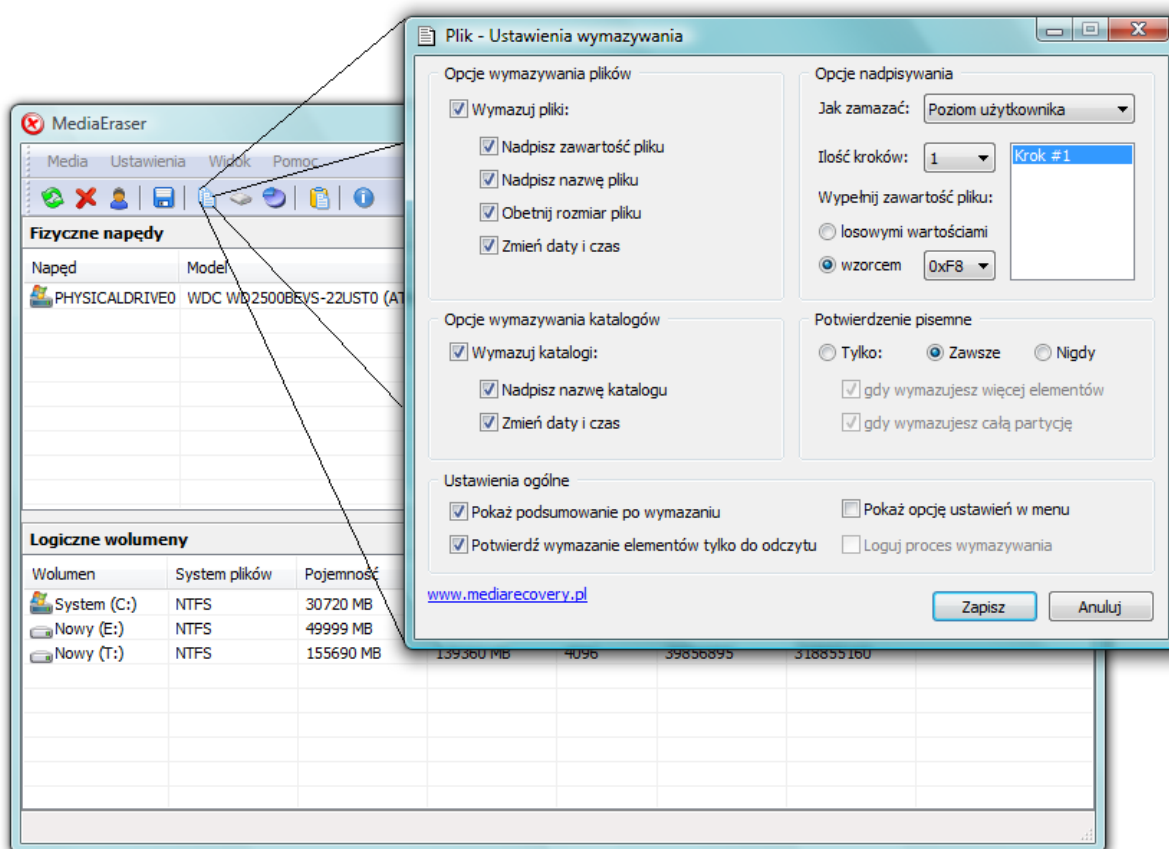 Plik - Ustawienia wymazywania
Opcje wymazywania plików
Wymazuj pliki:
Nadpisz zawartość pliku
Nadpisz nazwę pliku
Obetnij rozmiar pliku
Zmień daty i czas
Opcje nadpisywania
Jak zamazać: Poziom użytkownika
Ilość kroków: 1 Krok #1
Wypełnij zawartość pliku:
losowymi wartościami
wzorcem 0xF8
Opcje wymazywania katalogów
Wymazuj katalogi:
Nadpisz nazwę katalogu
Zmień daty i czas
Potwierdzenie pisemne
Tylko: Zawsze Nigdy
gdy wymazujesz więcej elementów
gdy wymazujesz całą partycję
Ustawienia ogólne
Pokaż podsumowanie po wymazaniu Pokaż opcję ustawień w menu
Potwierdź wymazanie elementów tylko do odczytu Loguj proces wymazywania
www.mediarecovery.pl Zapisz Anuluj
MediaEraser
Media Ustawienia Widok Pomoc
Fizyczne napędy
Napęd Model
PHYSICALDRIVE0 WDC WD2500BEVS-22UST0 (AT
Logiczne wolumeny
Wolumen System plików Pojemność
System (C:) NTFS 30720 MB
Nowy (E:) NTFS 49999 MB
Nowy (T:) NTFS 155690 MB 139360 MB 4096 39856895 318855160